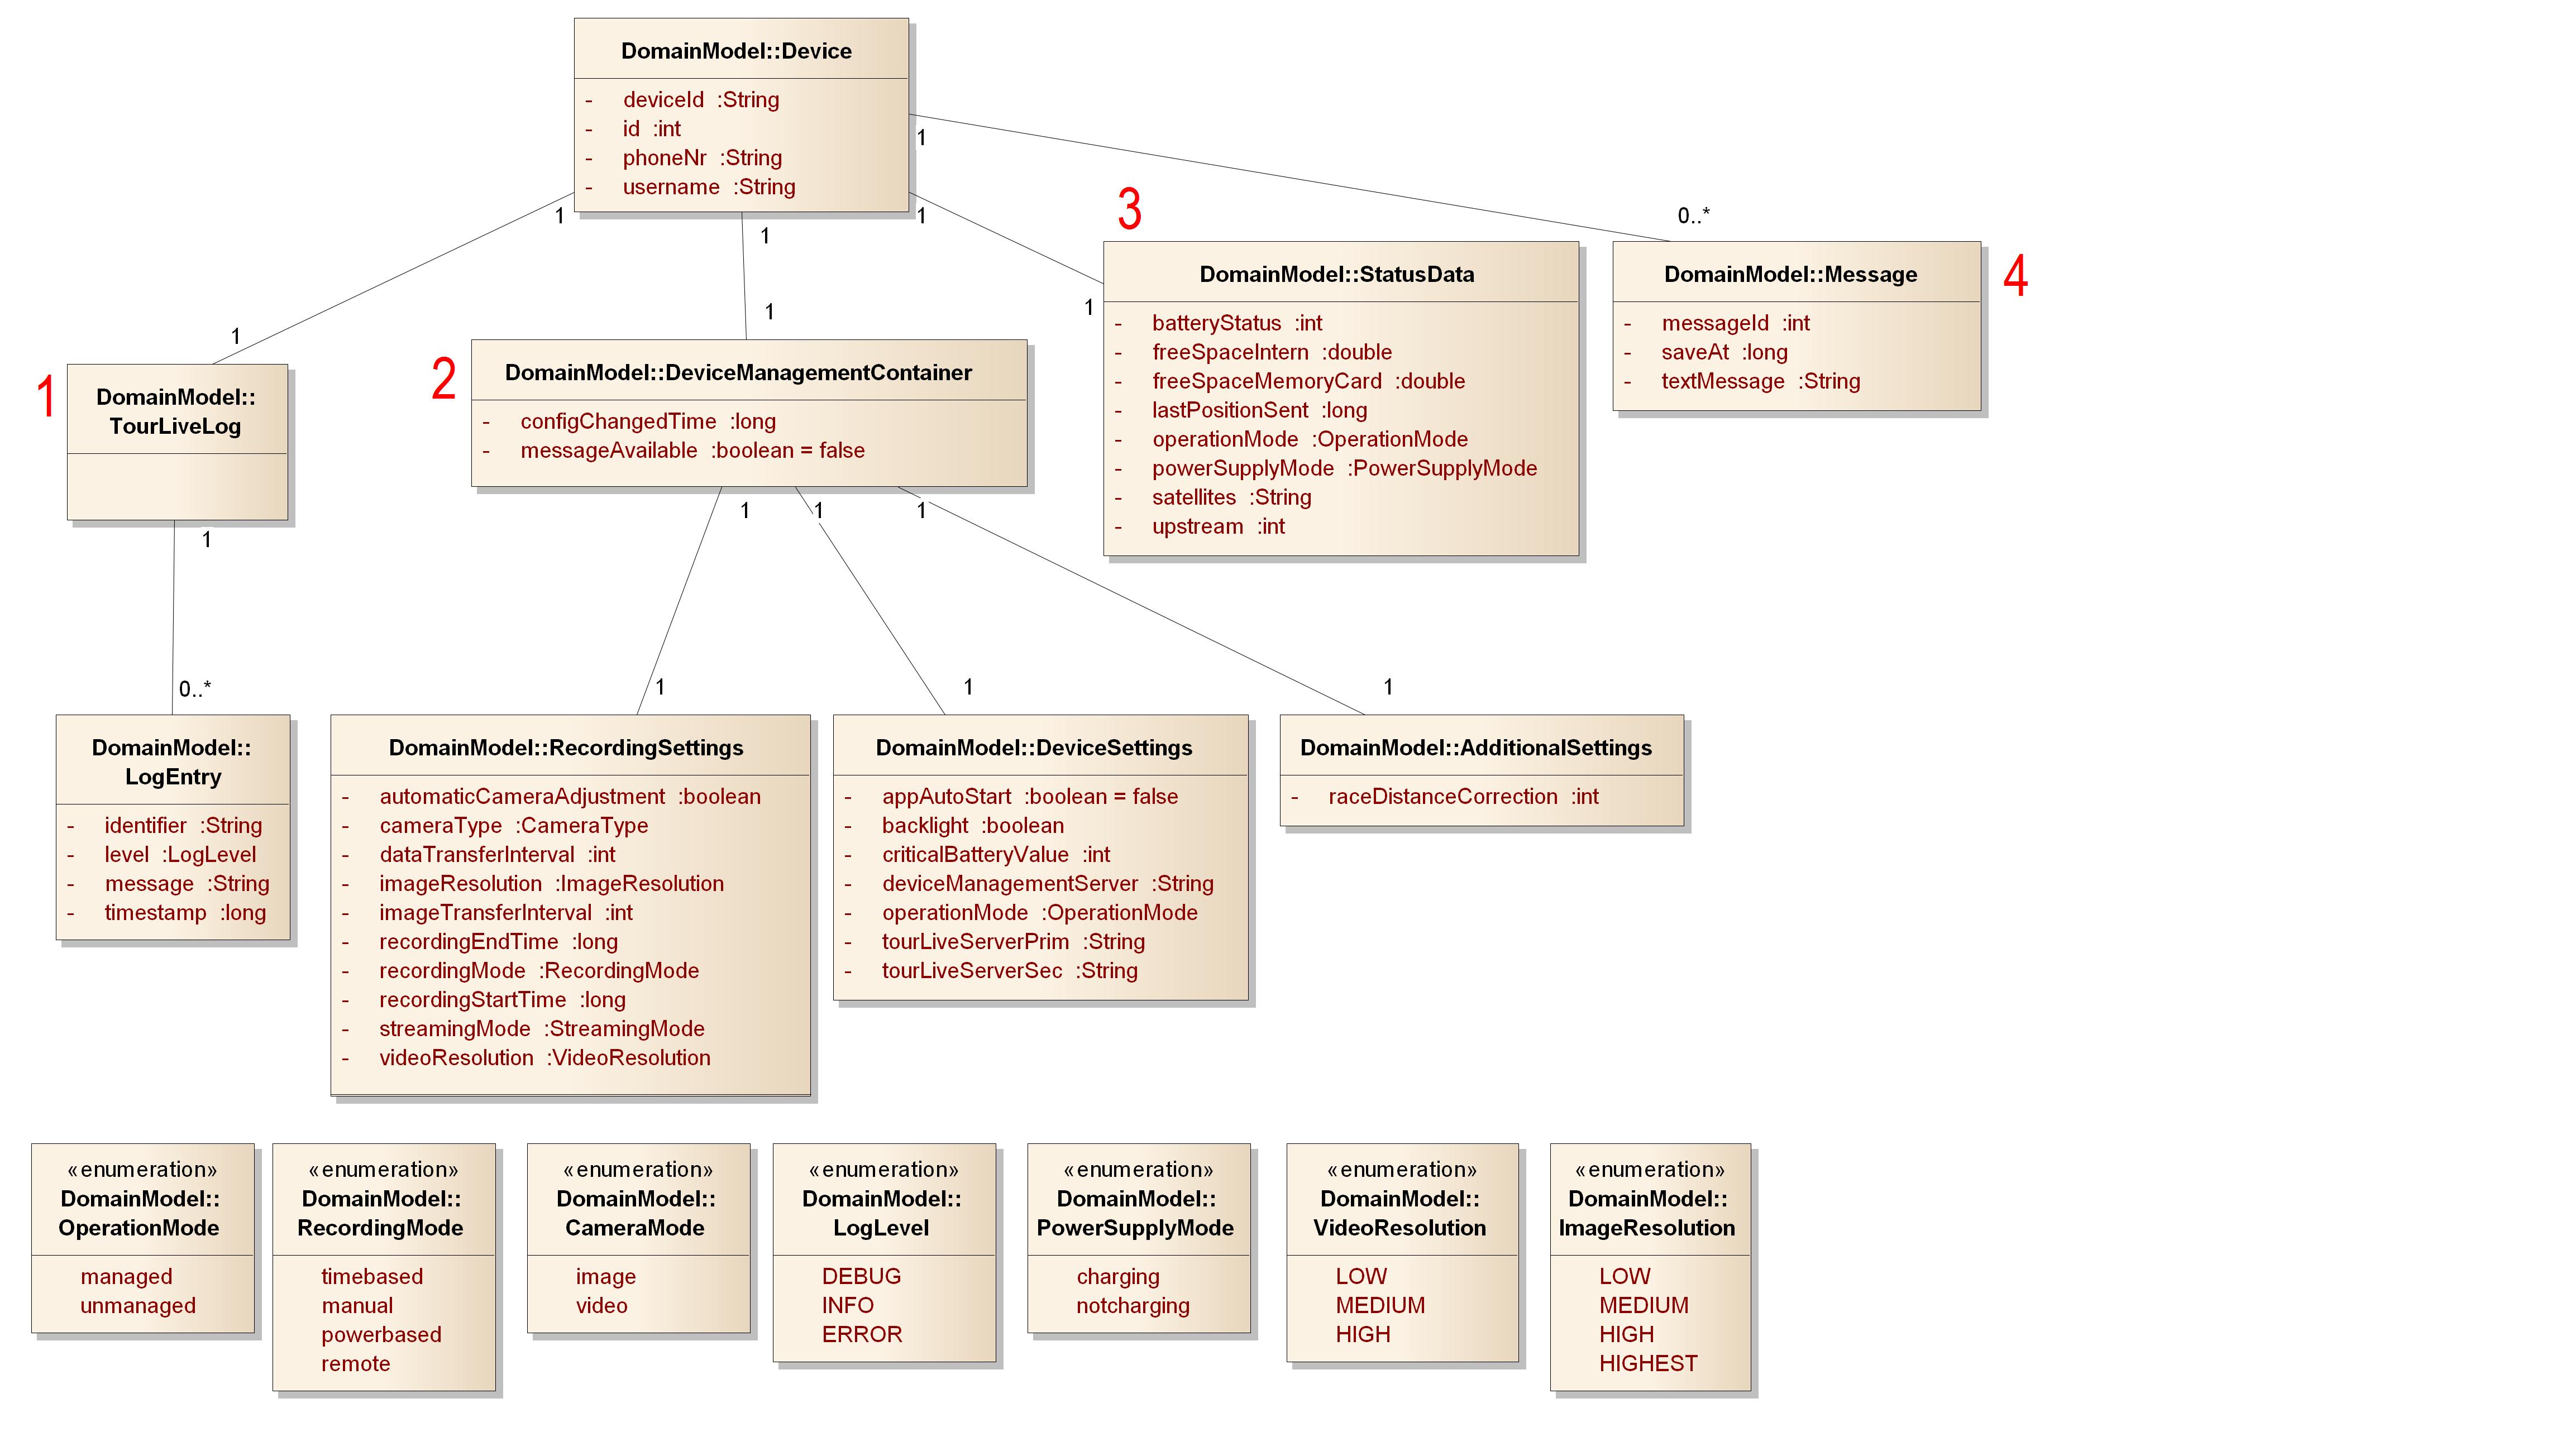 DomainModel::Device
- deviceId :String
- id :int
- phoneNr :String
- username :String
1
1
1
1
1
1
1
0..*
1
DomainModel::
TourLiveLog
2
DomainModel::DeviceManagementContainer
- configChangedTime :long
- messageAvailable :boolean = false
3
DomainModel::StatusData
- batteryStatus :int
- freeSpaceIntern :double
- freeSpaceMemoryCard :double
- lastPositionSent :long
- operationMode :OperationMode
- powerSupplyMode :PowerSupplyMode
- satellites :String
- upstream :int
4
DomainModel::Message
- messageId :int
- saveAt :long
- textMessage :String
1
1
1
1
0..*
1
1
1
DomainModel::
LogEntry
- identifier :String
- level :LogLevel
- message :String
- timestamp :long
DomainModel::RecordingSettings
- automaticCameraAdjustment :boolean
- cameraType :CameraType
- dataTransferInterval :int
- imageResolution :ImageResolution
- imageTransferInterval :int
- recordingEndTime :long
- recordingMode :RecordingMode
- recordingStartTime :long
- streamingMode :StreamingMode
- videoResolution :VideoResolution
DomainModel::DeviceSettings
- appAutoStart :boolean = false
- backlight :boolean
- criticalBatteryValue :int
- deviceManagementServer :String
- operationMode :OperationMode
- tourLiveServerPrim :String
- tourLiveServerSec :String
DomainModel::AdditionalSettings
- raceDistanceCorrection :int
«enumeration»
DomainModel::
OperationMode
managed
unmanaged
«enumeration»
DomainModel::
RecordingMode
timebased
manual
powerbased
remote
«enumeration»
DomainModel::
CameraMode
image
video
«enumeration»
DomainModel::
LogLevel
DEBUG
INFO
ERROR
«enumeration»
DomainModel::
PowerSupplyMode
charging
notcharging
«enumeration»
DomainModel::
VideoResolution
LOW
MEDIUM
HIGH
«enumeration»
DomainModel::
ImageResolution
LOW
MEDIUM
HIGH
HIGHEST